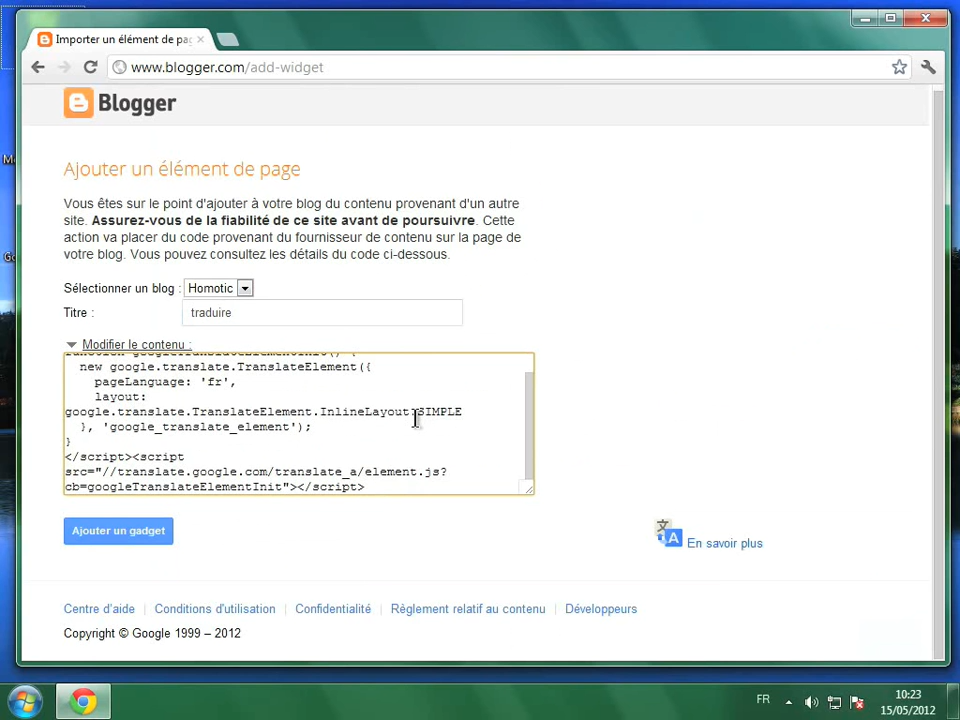 Importer un élément de pa
www.blogger.com/add-widget
Blogger
Ajouter un élément de page
Vous êtes sur le point d'ajouter à votre blog du contenu provenant d'un autre
site. Assurez-vous de la fiabilité de ce site avant de poursuivre. Cette
action va placer du code provenant du fournisseur de contenu sur la page de
votre blog. Vous pouvez consultez les détails du code ci-dessous.
Sélectionner un blog : Homotic
Titre : traduire
Modifier le contenu :
function googleTranslateElementInit() {
new google.translate.TranslateElement({
pageLanguage: 'fr',
layout:
google.translate.TranslateElement.InlineLayout.SIMPLE
}, 'google_translate_element');
}
</script><script
src="//translate.google.com/translate_a/element.js?
cb=googleTranslateElementInit"></script>
Ajouter un gadget
A En savoir plus
Centre d'aide | Conditions d'utilisation | Confidentialité | Règlement relatif au contenu | Développeurs
Copyright © Google 1999 – 2012
FR
10:23
15/05/2012